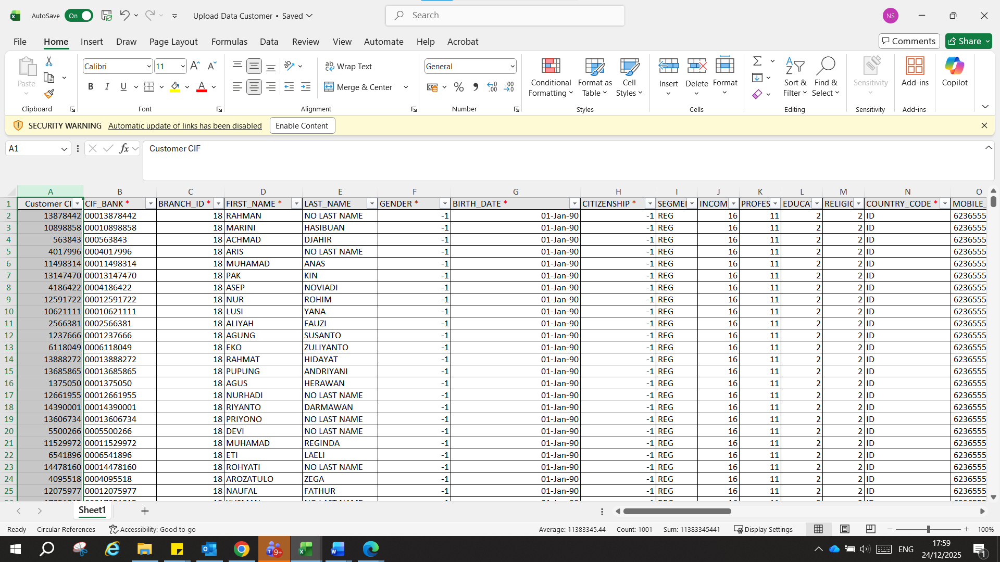 AutoSave On Upload Data Customer • Saved Search NS
File Home Insert Draw Page Layout Formulas Data Review View Automate Help Acrobat Comments Share
Paste Calibri 11 B I U A Wrap Text Merge & Center General % Conditional Formatting Format as Table Cell Styles Insert Delete Format Sort & Filter Find & Select Sensitivity Add-ins Copilot
Clipboard Font Alignment Number Styles Cells Editing Sensitivity Add-ins
SECURITY WARNING Automatic update of links has been disabled Enable Content
A1 fx Customer CIF
A B C D E F G H I J K L M N O
1 Customer CI CIF_BANK * BRANCH_ID * FIRST_NAME * LAST_NAME GENDER * BIRTH_DATE * CITIZENSHIP * SEGME INCOM PROFES EDUCAT RELIGIO COUNTRY_CODE * MOBILE_
2 13878442 00013878442 18 RAHMAN NO LAST NAME -1 01-Jan-90 -1 REG 16 11 2 2 ID 6236555
3 10898858 00010898858 18 MARINI HASIBUAN -1 01-Jan-90 -1 REG 16 11 2 2 ID 6236555
4 563843 000563843 18 ACHMAD DJAHIR -1 01-Jan-90 -1 REG 16 11 2 2 ID 6236555
5 4017996 0004017996 18 ARIS NO LAST NAME -1 01-Jan-90 -1 REG 16 11 2 2 ID 6236555
6 11498314 00011498314 18 MUHAMAD ANAS -1 01-Jan-90 -1 REG 16 11 2 2 ID 6236555
7 13147470 00013147470 18 PAK KIN -1 01-Jan-90 -1 REG 16 11 2 2 ID 6236555
8 4186422 0004186422 18 ASEP NOVIADI -1 01-Jan-90 -1 REG 16 11 2 2 ID 6236555
9 12591722 00012591722 18 NUR ROHIM -1 01-Jan-90 -1 REG 16 11 2 2 ID 6236555
10 10621111 00010621111 18 LUSI YANA -1 01-Jan-90 -1 REG 16 11 2 2 ID 6236555
11 2566381 0002566381 18 ALIYAH FAUZI -1 01-Jan-90 -1 REG 16 11 2 2 ID 6236555
12 1237666 0001237666 18 AGUNG SUSANTO -1 01-Jan-90 -1 REG 16 11 2 2 ID 6236555
13 6118049 0006118049 18 EKO ZULIYANTO -1 01-Jan-90 -1 REG 16 11 2 2 ID 6236555
14 13888272 00013888272 18 RAHMAT HIDAYAT -1 01-Jan-90 -1 REG 16 11 2 2 ID 6236555
15 13685865 00013685865 18 PUPUNG ANDRIYANI -1 01-Jan-90 -1 REG 16 11 2 2 ID 6236555
16 1375050 0001375050 18 AGUS HERAWAN -1 01-Jan-90 -1 REG 16 11 2 2 ID 6236555
17 12661955 00012661955 18 NURHADI NO LAST NAME -1 01-Jan-90 -1 REG 16 11 2 2 ID 6236555
18 14390001 00014390001 18 RIYANTO DARMAWAN -1 01-Jan-90 -1 REG 16 11 2 2 ID 6236555
19 13606734 00013606734 18 PRIYONO NO LAST NAME -1 01-Jan-90 -1 REG 16 11 2 2 ID 6236555
20 5500266 0005500266 18 DEVI NO LAST NAME -1 01-Jan-90 -1 REG 16 11 2 2 ID 6236555
21 11529972 00011529972 18 MUHAMAD REGINDA -1 01-Jan-90 -1 REG 16 11 2 2 ID 6236555
22 6541896 0006541896 18 ETI LAELI -1 01-Jan-90 -1 REG 16 11 2 2 ID 6236555
23 14478160 00014478160 18 ROHYATI NO LAST NAME -1 01-Jan-90 -1 REG 16 11 2 2 ID 6236555
24 4095518 0004095518 18 AROZATULO ZEGA -1 01-Jan-90 -1 REG 16 11 2 2 ID 6236555
25 12075977 00012075977 18 NAUFAL FATHUR -1 01-Jan-90 -1 REG 16 11 2 2 ID 6236555
Sheet1
Ready Circular References Accessibility: Good to go Average: 11383345.44 Count: 1001 Sum: 11383345441 Display Settings 100%
9+ ENG 17:59
24/12/2025 1